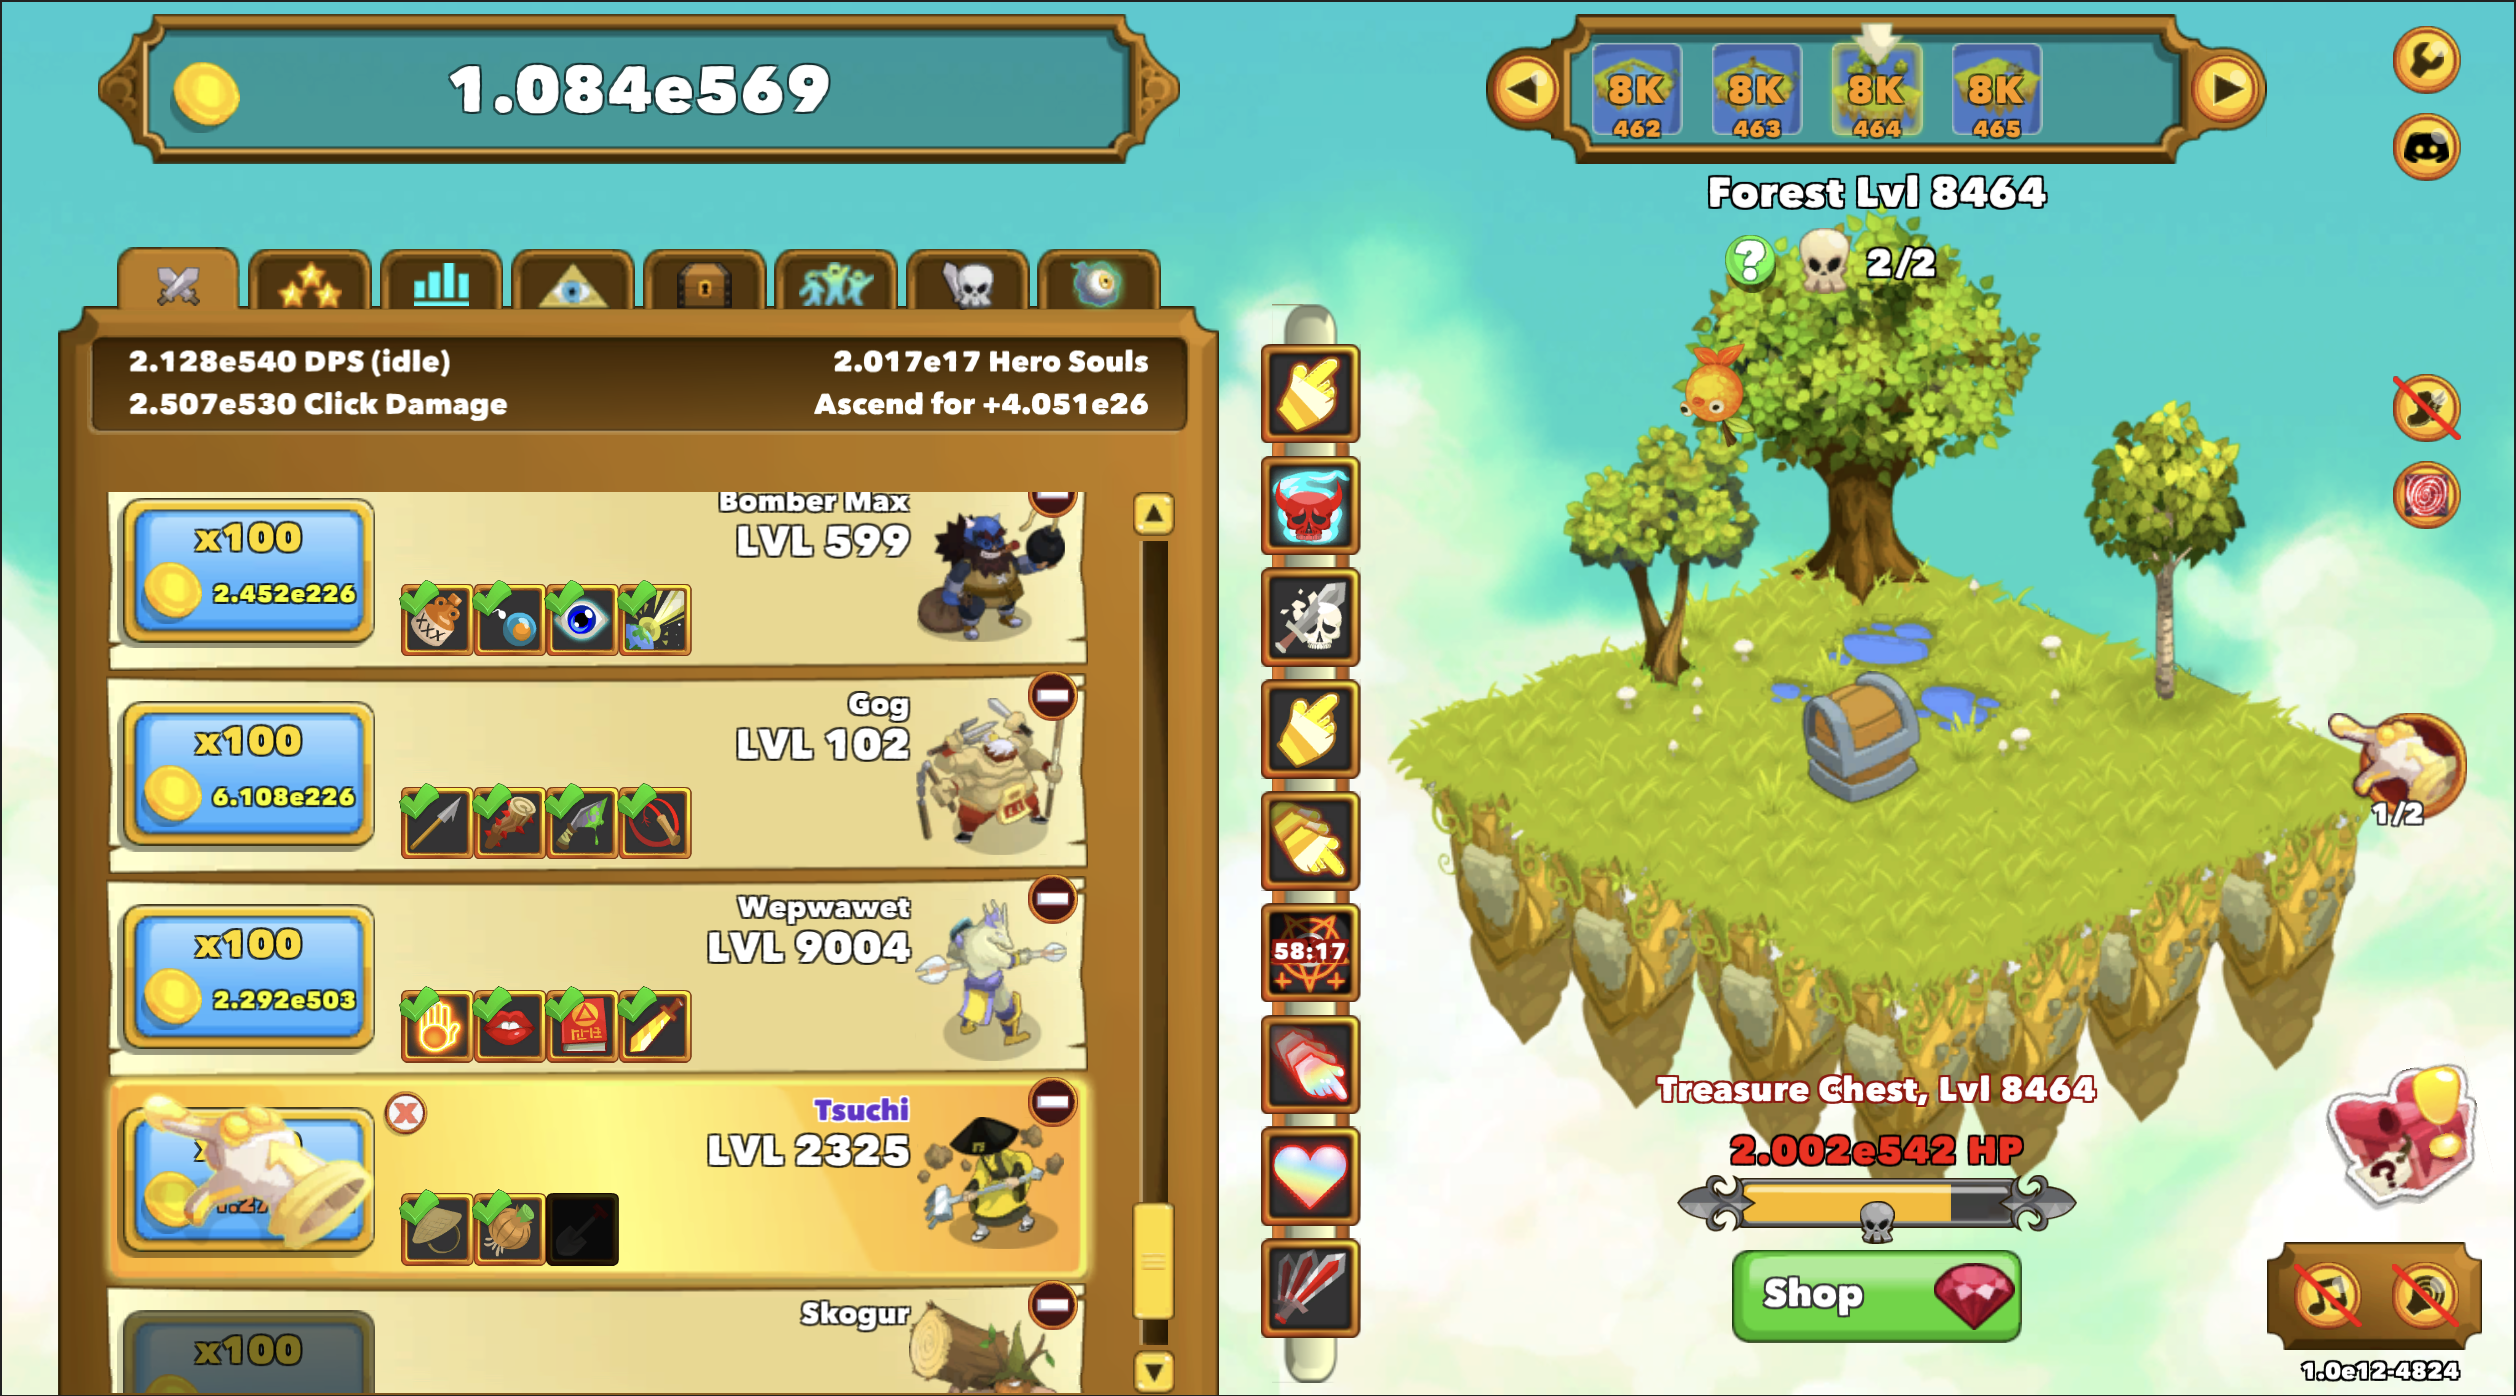 1.084e569
8K 8K 8K 8K
462 463 464 465
Forest Lvl 8464
2/2
2.128e540 DPS (idle)
2.017e17 Hero Souls
2.507e530 Click Damage
Ascend for +4.051e26
x100
2.452e226
Bomber Max
LVL 599
XXX
x100
6.108e226
Gog
LVL 102
x100
2.292e503
Wepwawet
LVL 9004
Tsuchi
LVL 2325
x100
Skogur
58:17
1/2
Treasure Chest, Lvl 8464
2.002e542 HP
Shop
1.0e12-4824